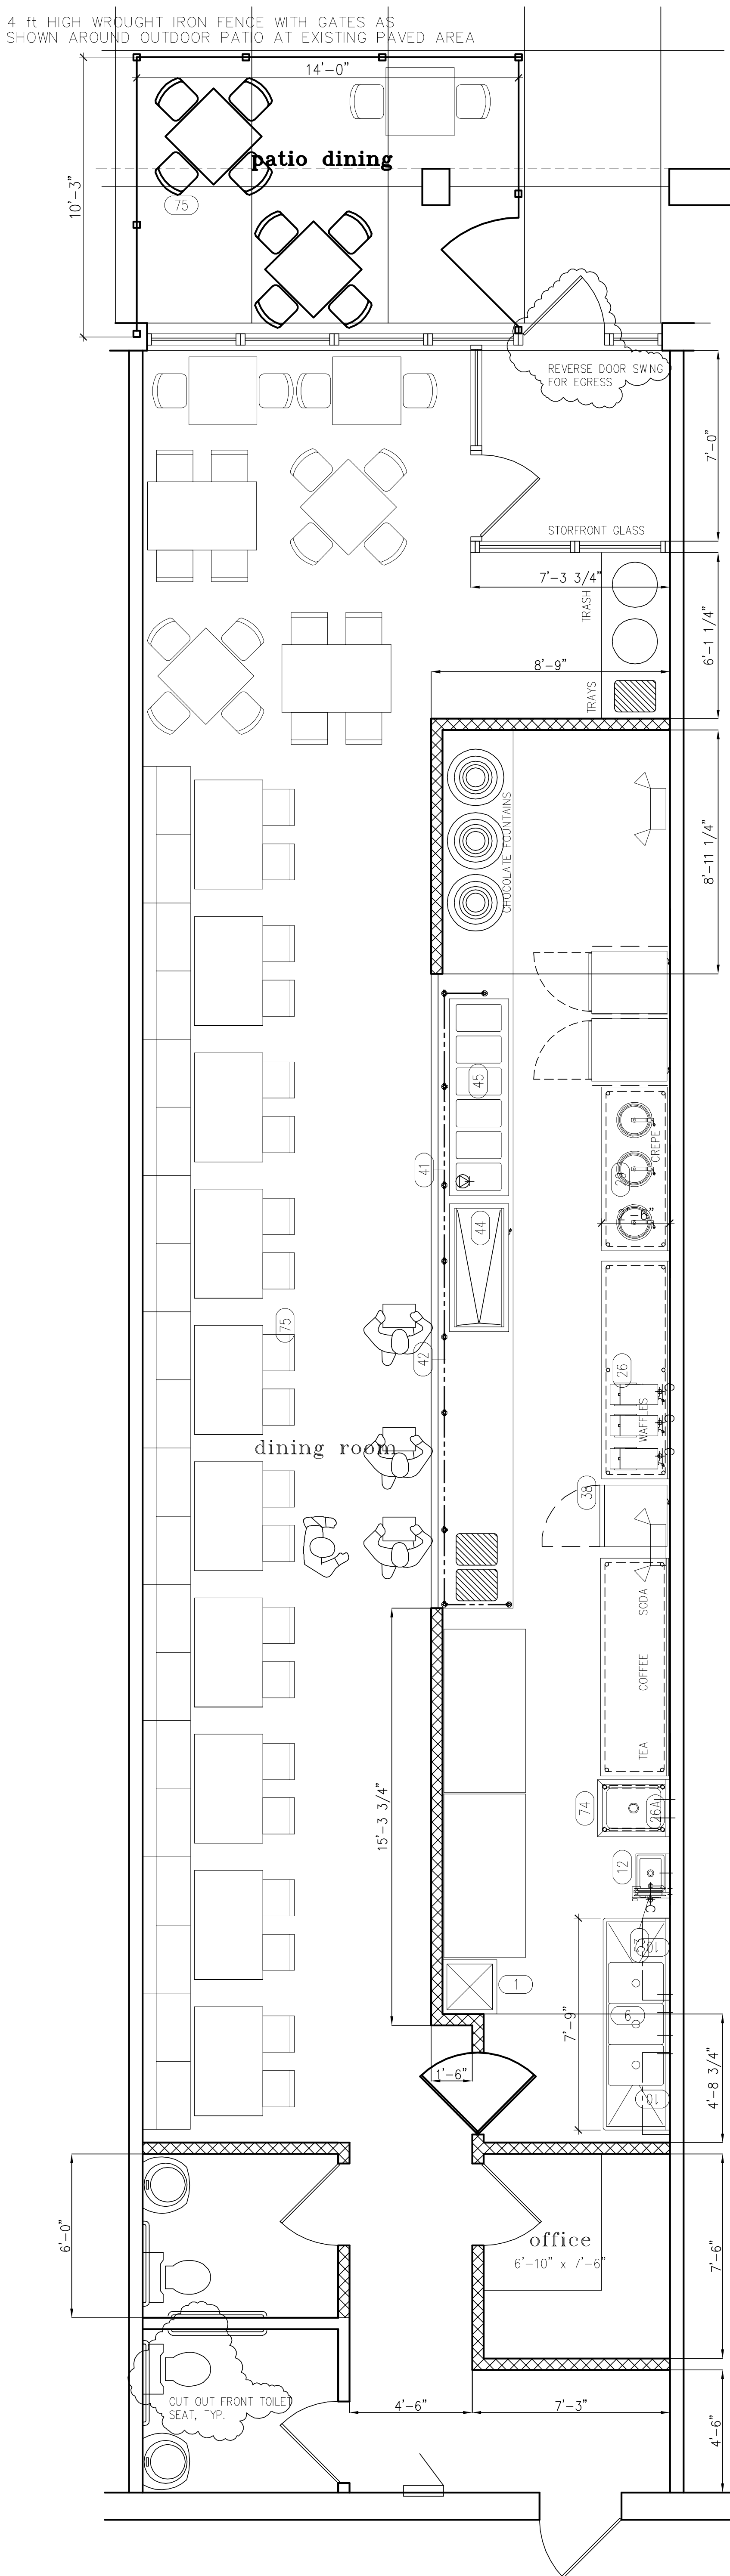 4 ft HIGH WROUGHT IRON FENCE WITH GATES AS
SHOWN AROUND OUTDOOR PATIO AT EXISTING PAVED AREA
14'-0"
10'-3"
patio dining
75
REVERSE DOOR SWING
FOR EGRESS
7'-0"
STORFRONT GLASS
7'-3 3/4"
TRASH
6'-1 1/4"
8'-9"
TRAYS
CHOCOLATE FOUNTAINS
8'-11 1/4"
45
41
CREPE
44
75
42
26
WAFFLES
dining room
38
SODA
COFFEE
TEA
15'-3 3/4"
74
26A
12
1
6
7'-9"
1'-6"
4'-8 3/4"
6'-0"
office
6'-10" x 7'-6"
7'-6"
CUT OUT FRONT TOILET
SEAT, TYP.
4'-6"
7'-3"
4'-6"